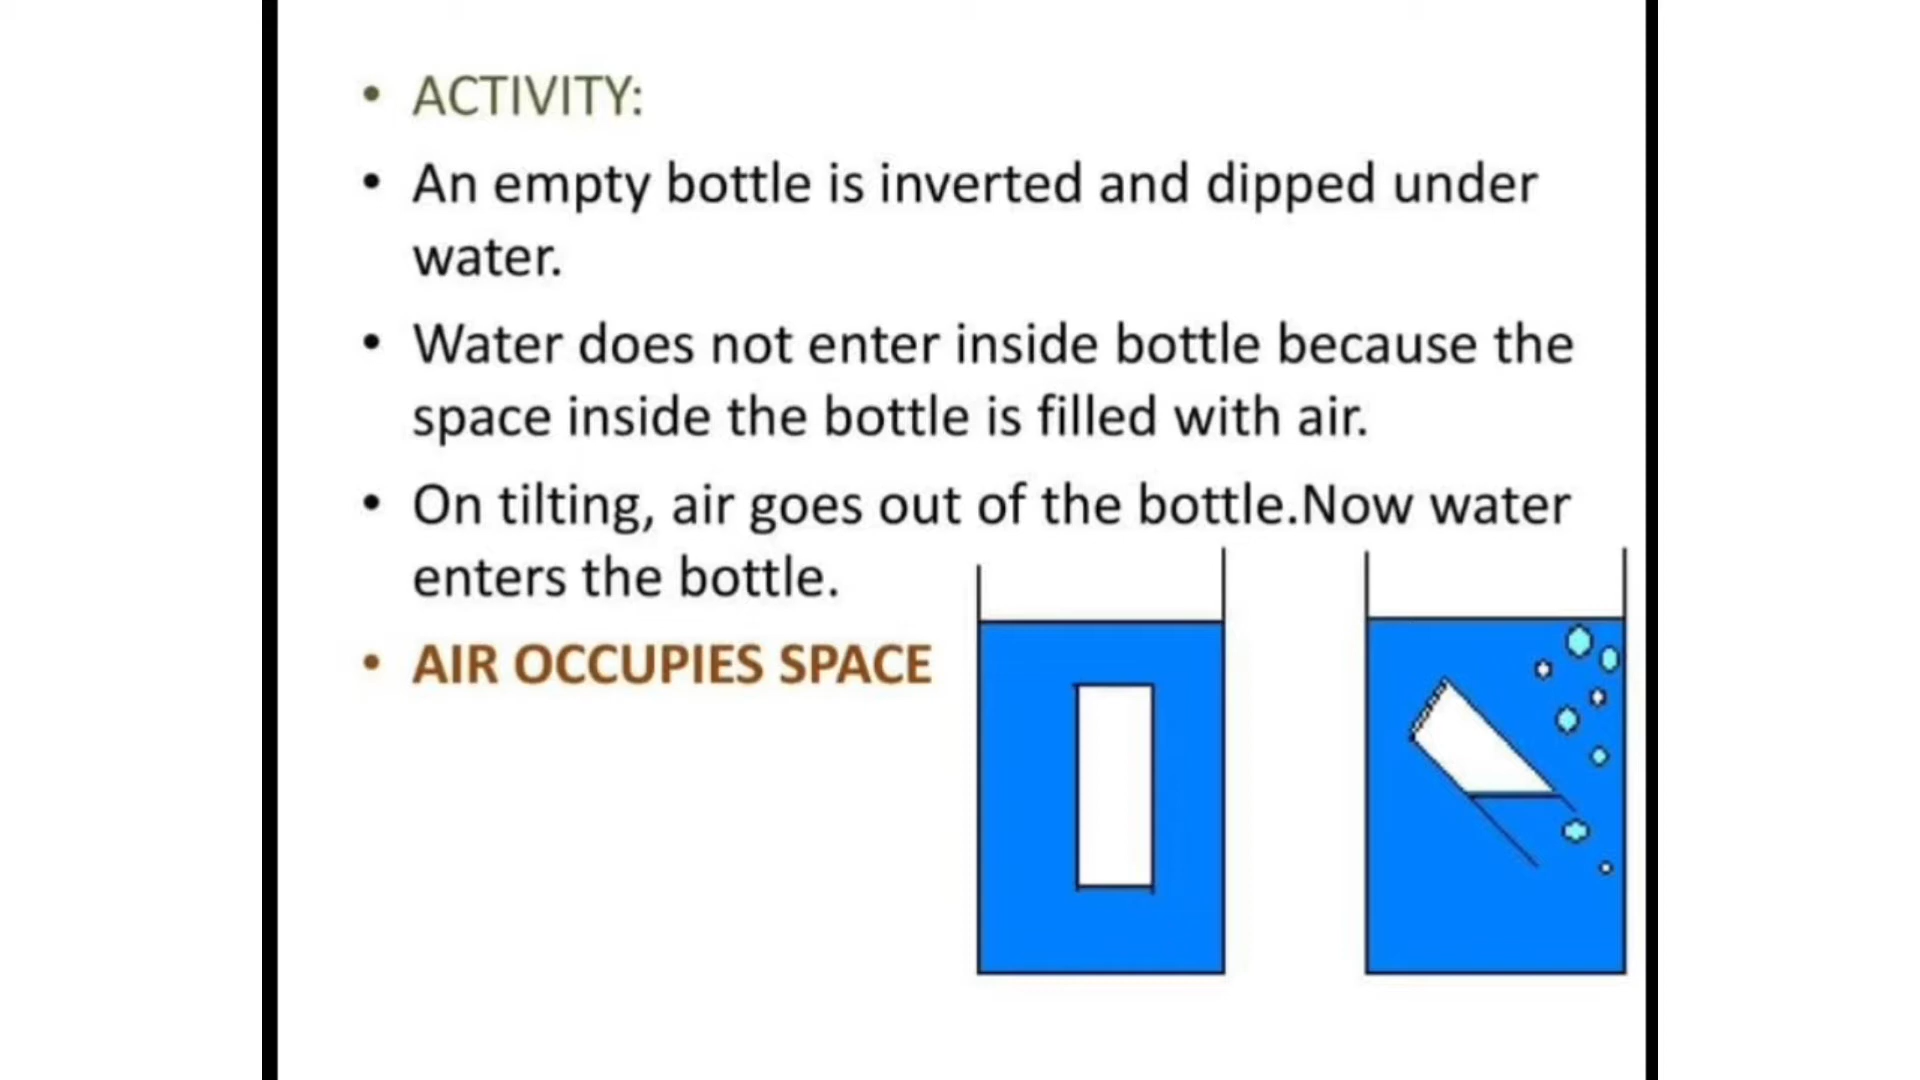 • ACTIVITY:
• An empty bottle is inverted and dipped under
water.
• Water does not enter inside bottle because the
space inside the bottle is filled with air.
• On tilting, air goes out of the bottle.Now water
enters the bottle.
• AIR OCCUPIES SPACE